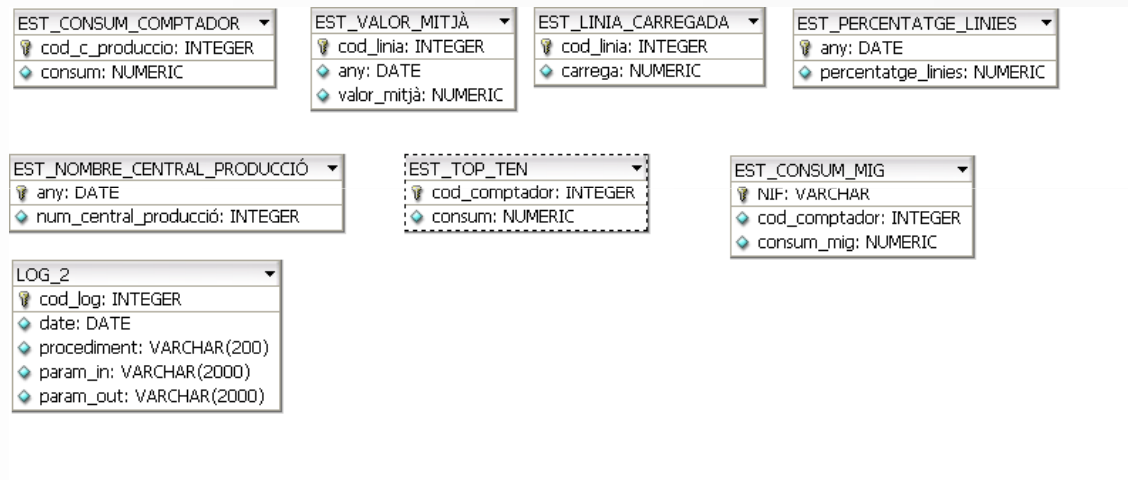 EST_CONSUM_COMPTADOR
cod_c_produccio: INTEGER
consum: NUMERIC
EST_VALOR_MITJÀ
cod_linia: INTEGER
any: DATE
valor_mitjà: NUMERIC
EST_LINIA_CARREGADA
cod_linia: INTEGER
carrega: NUMERIC
EST_PERCENTATGE_LINIES
any: DATE
percentatge_linies: NUMERIC
EST_NOMBRE_CENTRAL_PRODUCCIÓ
any: DATE
num_central_producció: INTEGER
EST_TOP_TEN
cod_comptador: INTEGER
consum: NUMERIC
EST_CONSUM_MIG
NIF: VARCHAR
cod_comptador: INTEGER
consum_mig: NUMERIC
LOG_2
cod_log: INTEGER
date: DATE
procediment: VARCHAR(200)
param_in: VARCHAR(2000)
param_out: VARCHAR(2000)